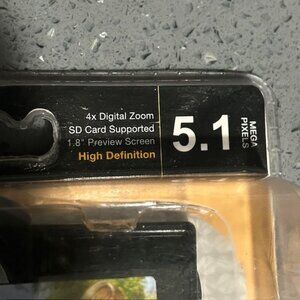 4x Digital Zoom
SD Card Supported
1.8" Preview Screen
High Definition
5.1
MEGA
PIXELS